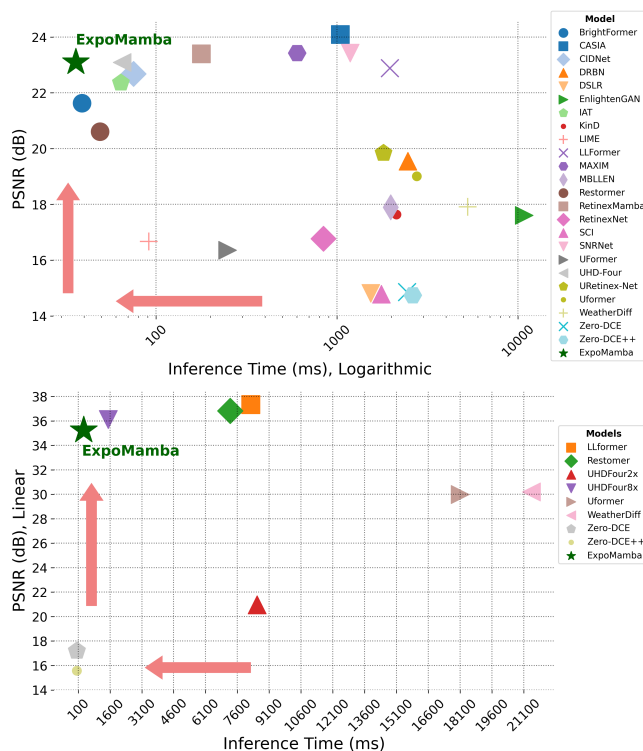 24
22
20
18
16
14
PSNR (dB)
ExpoMamba
100
1000
10000
Inference Time (ms), Logarithmic
Model
BrightFormer
CASIA
CIDNet
DRBN
DSLR
EnlightenGAN
IAT
KinD
LIME
LLFormer
MAXIM
MBLLEN
Restormer
RetinexMamba
RetinexNet
SCI
SNRNet
UFormer
UHD-Four
URetinex-Net
Uformer
WeatherDiff
Zero-DCE
Zero-DCE++
ExpoMamba
38
36
34
32
30
28
26
24
22
20
18
16
14
PSNR (dB), Linear
ExpoMamba
100
1600
3100
4600
6100
7600
9100
10600
12100
13600
15100
16600
18100
19600
21100
Inference Time (ms)
Models
LLformer
Restomer
UHDFour2x
UHDFour8x
Uformer
WeatherDiff
Zero-DCE
Zero-DCE++
ExpoMamba